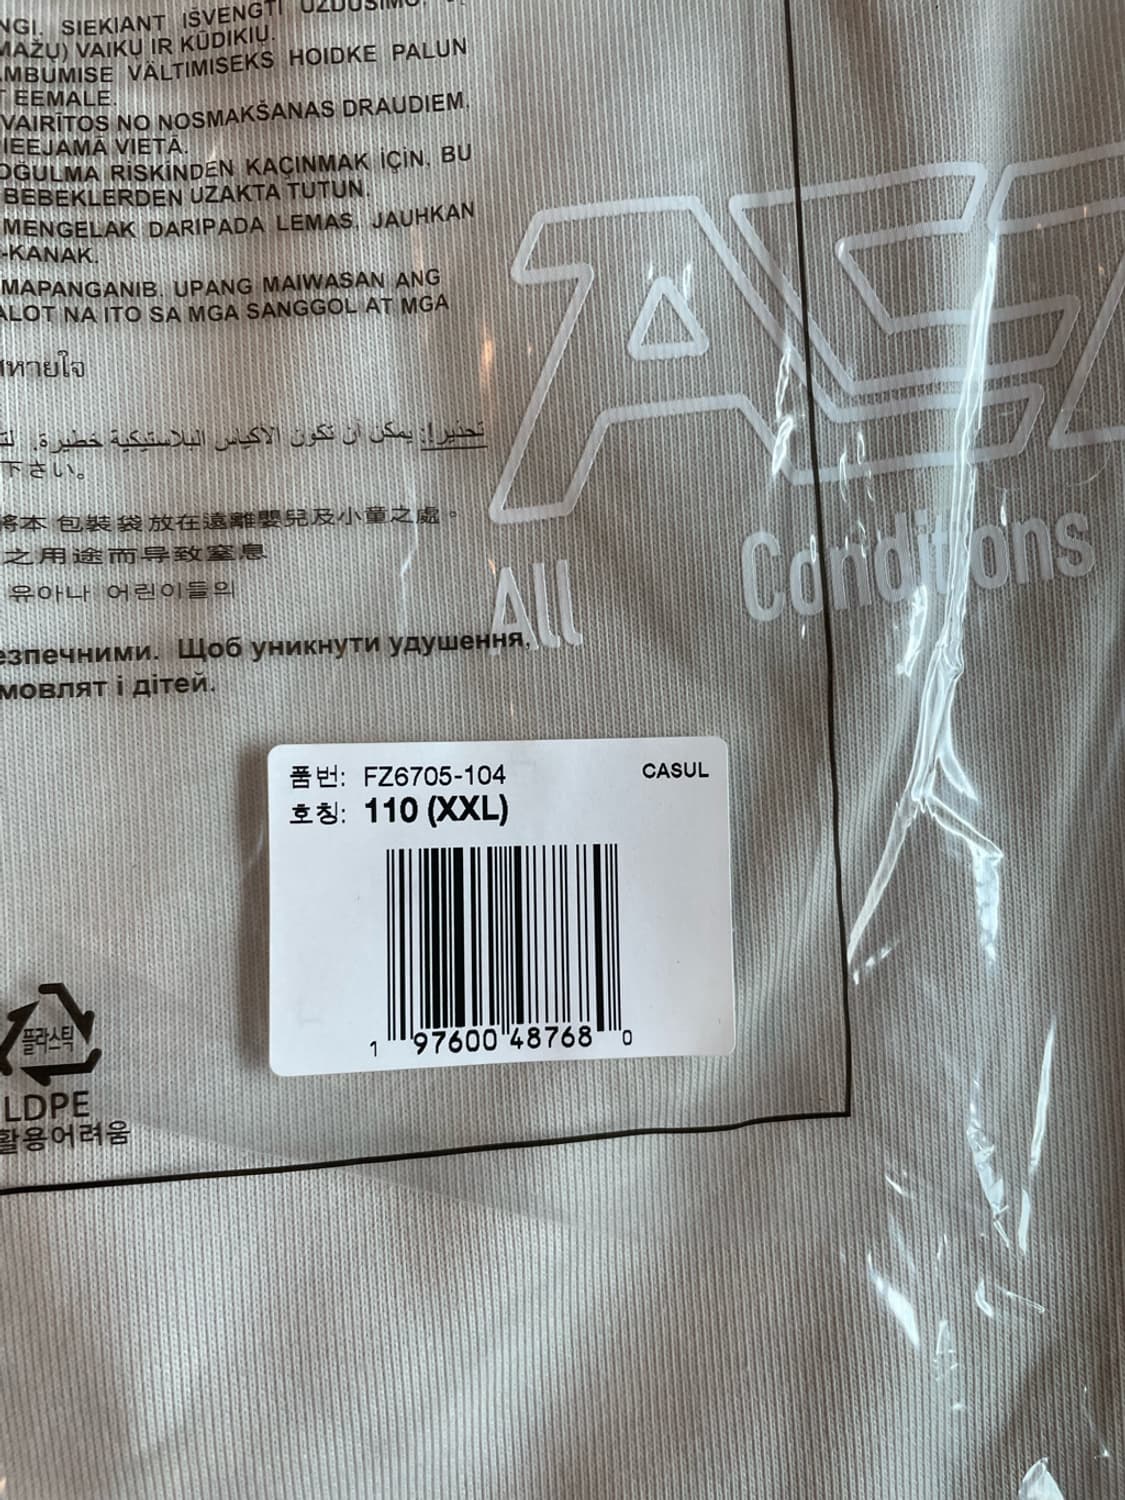 NGI. SIEKIANT IŠVENGTI UŽDUSIMO,
MAŽŲ) VAIKŲ IR KŪDIKIŲ.
MBUMISE VÄLTIMISEKS HOIDKE PALUN
T EEMALE.
VAIRĪTOS NO NOSMAKŠANAS DRAUDIEM,
IEEJAMĀ VIETĀ.
OĞULMA RİSKİNDEN KAÇINMAK İÇİN, BU
BEBEKLERDEN UZAKTA TUTUN.
MENGELAK DARIPADA LEMAS, JAUHKAN
-KANAK.
MAPANGANIB. UPANG MAIWASAN ANG
ALOT NA ITO SA MGA SANGGOL AT MGA
หายใจ
تحذير!: يمكن أن تكون الأكياس البلاستيكية خطيرة.
下さい。
將本 包裝袋 放在遠離嬰兒及小童之處。
之用途而导致窒息
유아나 어린이들의
езпечними. Щоб уникнути удушення,
мовлят і дітей.
ACG
All Conditions
품번: FZ6705-104 CASUL
호칭: 110 (XXL)
1 97600 48768 0
플라스틱
LDPE
활용어려움